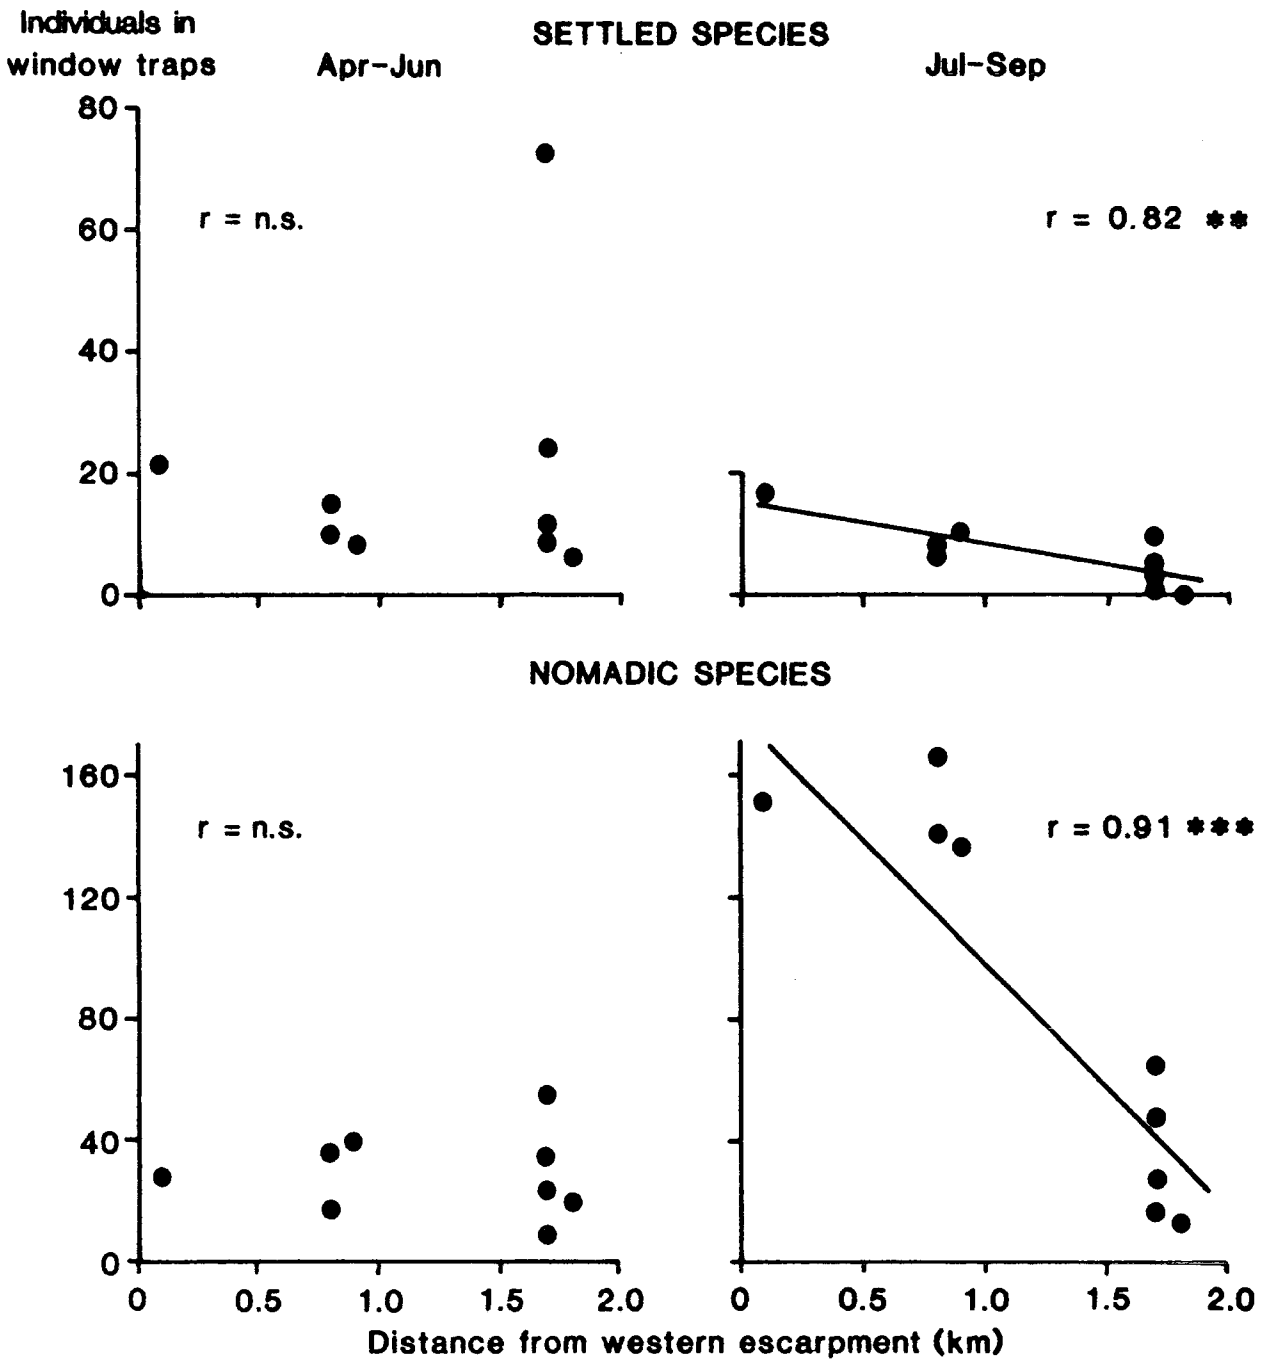 Individuals in
window traps
SETTLED SPECIES
Apr-Jun
Jul-Sep
80
60
40
20
0
r = n.s.
r = 0.82 **
NOMADIC SPECIES
160
120
80
40
0
r = n.s.
r = 0.91 ***
0 0.5 1.0 1.5 2.0
0 0.5 1.0 1.5 2.0
Distance from western escarpment (km)